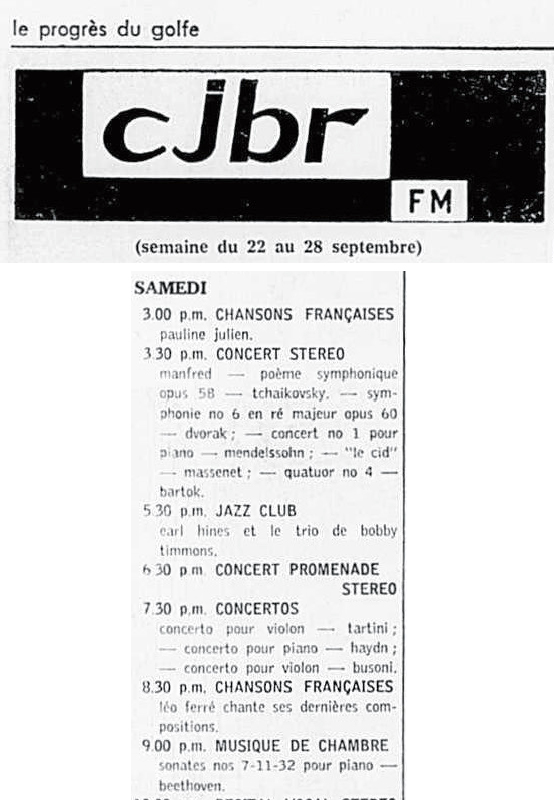 le progrès du golfe
cjbr
FM
(semaine du 22 au 28 septembre)
SAMEDI
3.00 p.m. CHANSONS FRANÇAISES
pauline julien.
3.30 p.m. CONCERT STEREO
manfred — poème symphonique
opus 58 — tchaikovsky. — sym-
phonie no 6 en ré majeur opus 60
— dvorak ; — concert no 1 pour
piano — mendelssohn ; — "le cid"
— massenet ; — quatuor no 4 —
bartok.
5.30 p.m. JAZZ CLUB
earl hines et le trio de bobby
timmons.
6 30 p.m. CONCERT PROMENADE
STEREO
7.30 p.m. CONCERTOS
concerto pour violon — tartini ;
— concerto pour piano — haydn ;
— concerto pour violon — busoni.
8.30 p.m. CHANSONS FRANÇAISES
léo ferré chante ses dernières com-
positions.
9.00 p.m. MUSIQUE DE CHAMBRE
sonates nos 7-11-32 pour piano —
beethoven.